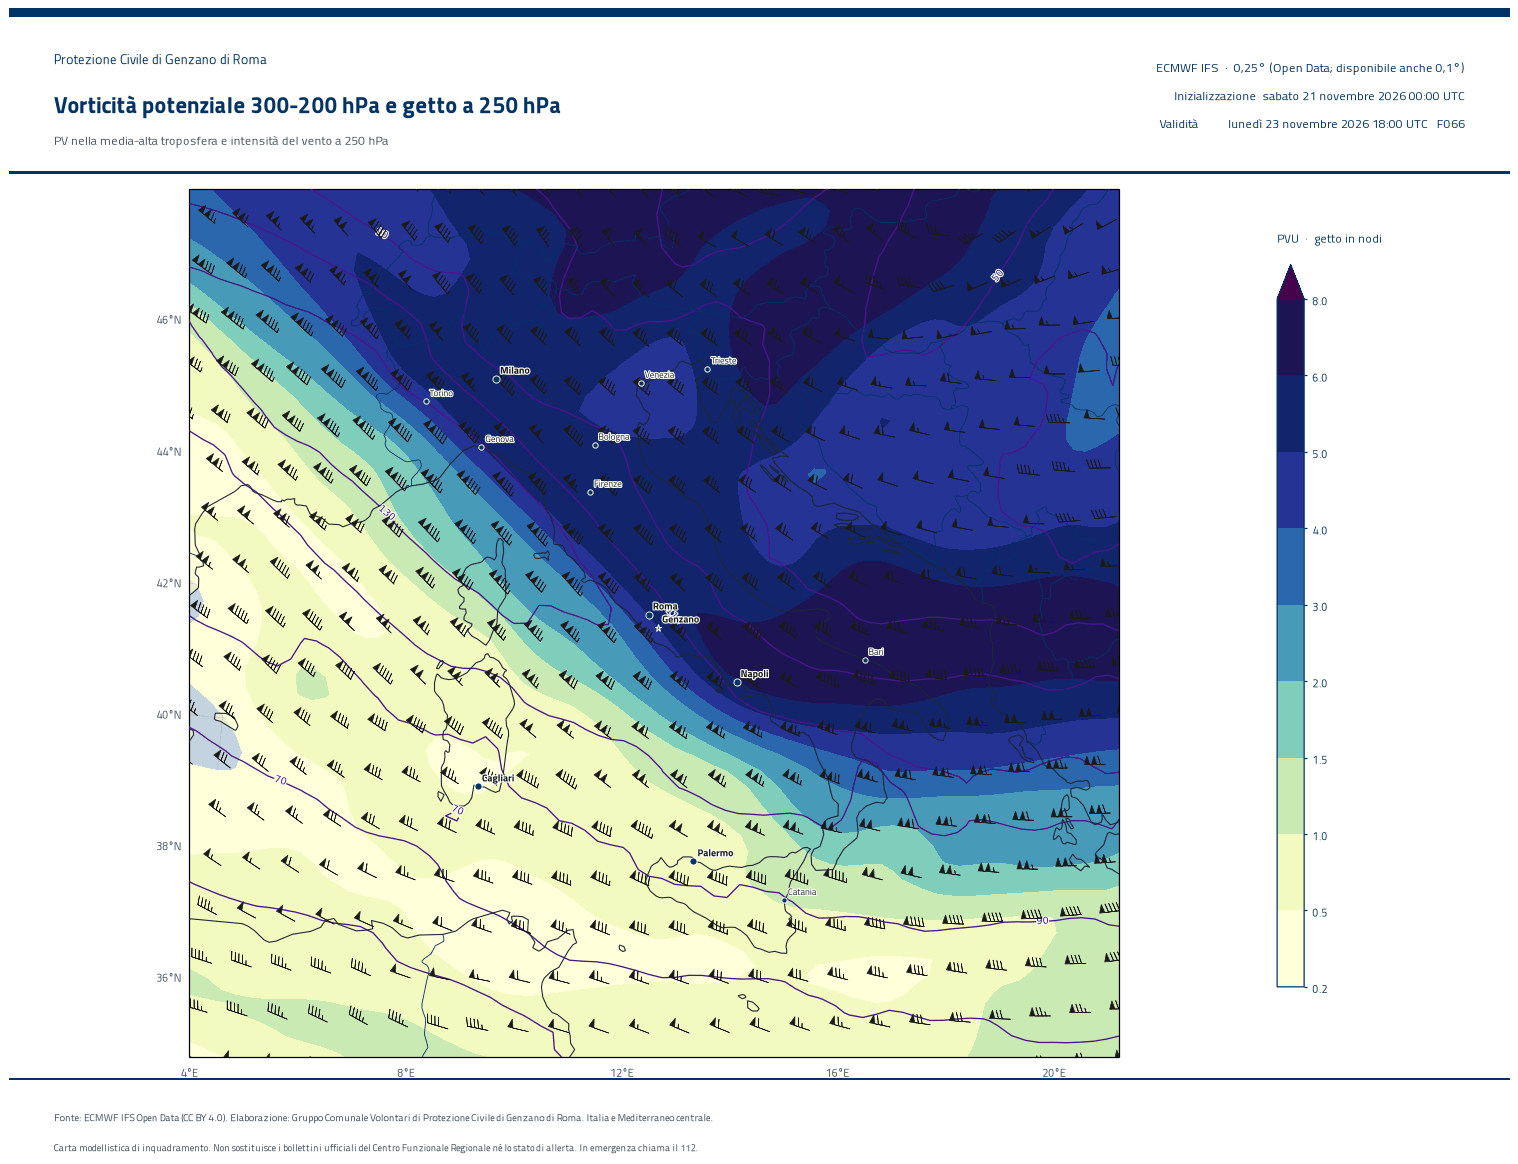 Protezione Civile di Genzano di Roma
Vorticità potenziale 300-200 hPa e getto a 250 hPa
PV nella media-alta troposfera e intensità del vento a 250 hPa
ECMWF IFS · 0,25° (Open Data; disponibile anche 0,1°)
Inizializzazione sabato 21 novembre 2026 00:00 UTC
Validità lunedì 23 novembre 2026 18:00 UTC F066
PVU · getto in nodi
8.0
6.0
5.0
4.0
3.0
2.0
1.5
1.0
0.5
0.2
46°N
44°N
42°N
40°N
38°N
36°N
4°E
8°E
12°E
16°E
20°E
50
Trieste
Milano
Venezia
Torino
Genova
Bologna
Firenze
130
Roma
Genzano
Bari
Napoli
70
Cagliari
70
Palermo
Catania
90
Fonte: ECMWF IFS Open Data (CC BY 4.0). Elaborazione: Gruppo Comunale Volontari di Protezione Civile di Genzano di Roma. Italia e Mediterraneo centrale.
Carta modellistica di inquadramento. Non sostituisce i bollettini ufficiali del Centro Funzionale Regionale né lo stato di allerta. In emergenza chiama il 112.